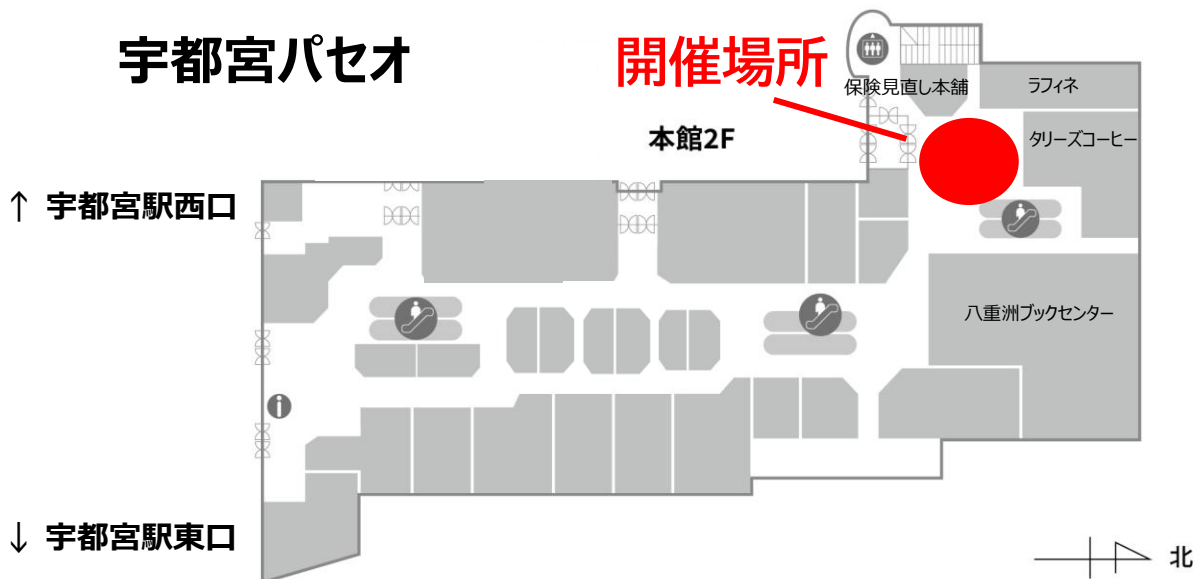 宇都宮パセオ
開催場所
保険見直し本舗
ラフィネ
本館2F
タリーズコーヒー
↑ 宇都宮駅西口
八重洲ブックセンター
↓ 宇都宮駅東口
北